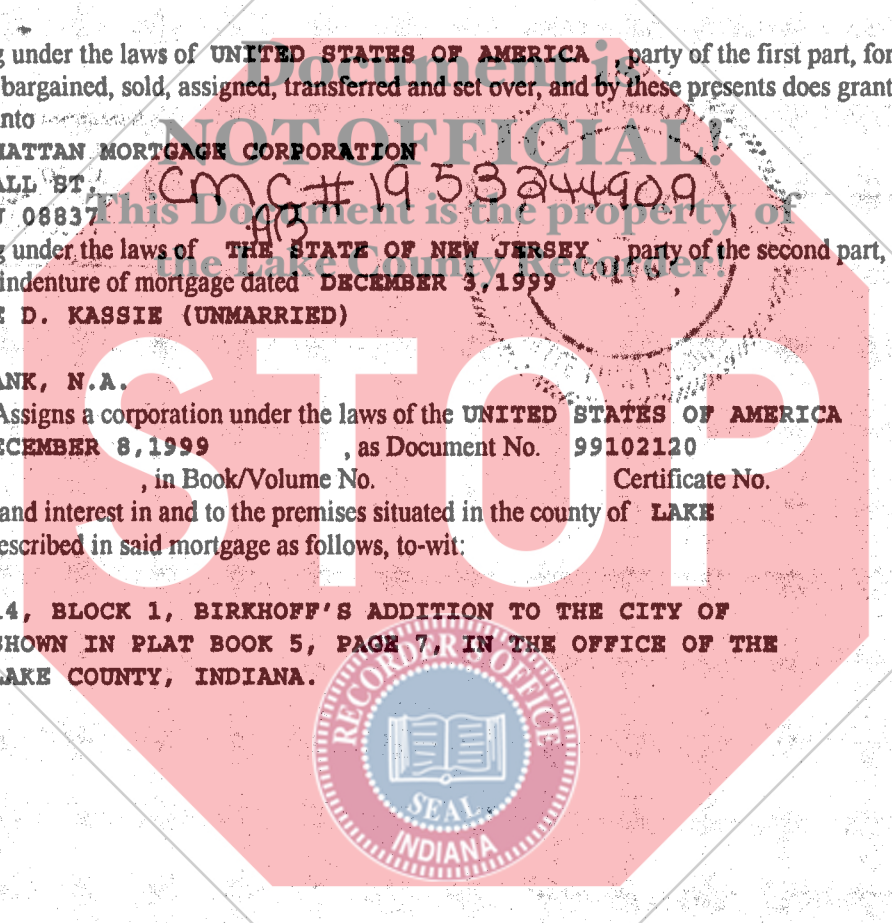 g under the laws of UNITED STATES OF AMERICA , party of the first part, for
Document is
bargained, sold, assigned, transferred and set over, and by these presents does grant
nto
NOT OFFICIAL!
HATTAN MORTGAGE CORPORATION
ALL ST.
CMC# 1953244909
08837
This Document is the property of
HB
g under the laws of THE STATE OF NEW JERSEY , party of the second part,
the Lake County Recorder!
indenture of mortgage dated DECEMBER 3,1999
E D. KASSIE (UNMARRIED)
STOP
ANK, N.A.
Assigns a corporation under the laws of the UNITED STATES OF AMERICA
ECEMBER 8,1999 , as Document No. 99102120
, in Book/Volume No. Certificate No.
and interest in and to the premises situated in the county of LAKE
escribed in said mortgage as follows, to-wit:
14, BLOCK 1, BIRKHOFF'S ADDITION TO THE CITY OF
SHOWN IN PLAT BOOK 5, PAGE 7, IN THE OFFICE OF THE
LAKE COUNTY, INDIANA.
RECORDER'S OFFICE
SEAL
INDIANA